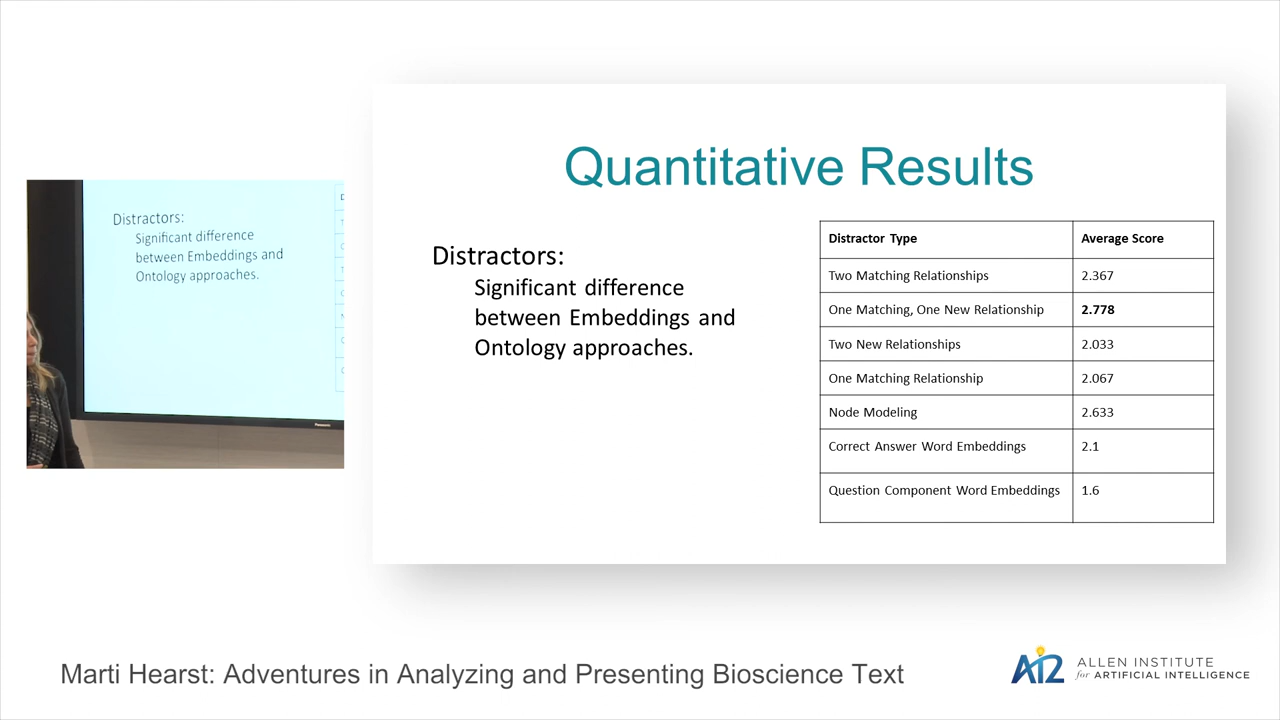 Quantitative Results
Distractors:
Significant difference
between Embeddings and
Ontology approaches.
Distractor Type Average Score
Two Matching Relationships 2.367
One Matching, One New Relationship 2.778
Two New Relationships 2.033
One Matching Relationship 2.067
Node Modeling 2.633
Correct Answer Word Embeddings 2.1
Question Component Word Embeddings 1.6
Distractors:
Significant difference
between Embeddings and
Ontology approaches.
Panasonic
Marti Hearst: Adventures in Analyzing and Presenting Bioscience Text
AI2 ALLEN INSTITUTE
for ARTIFICIAL INTELLIGENCE